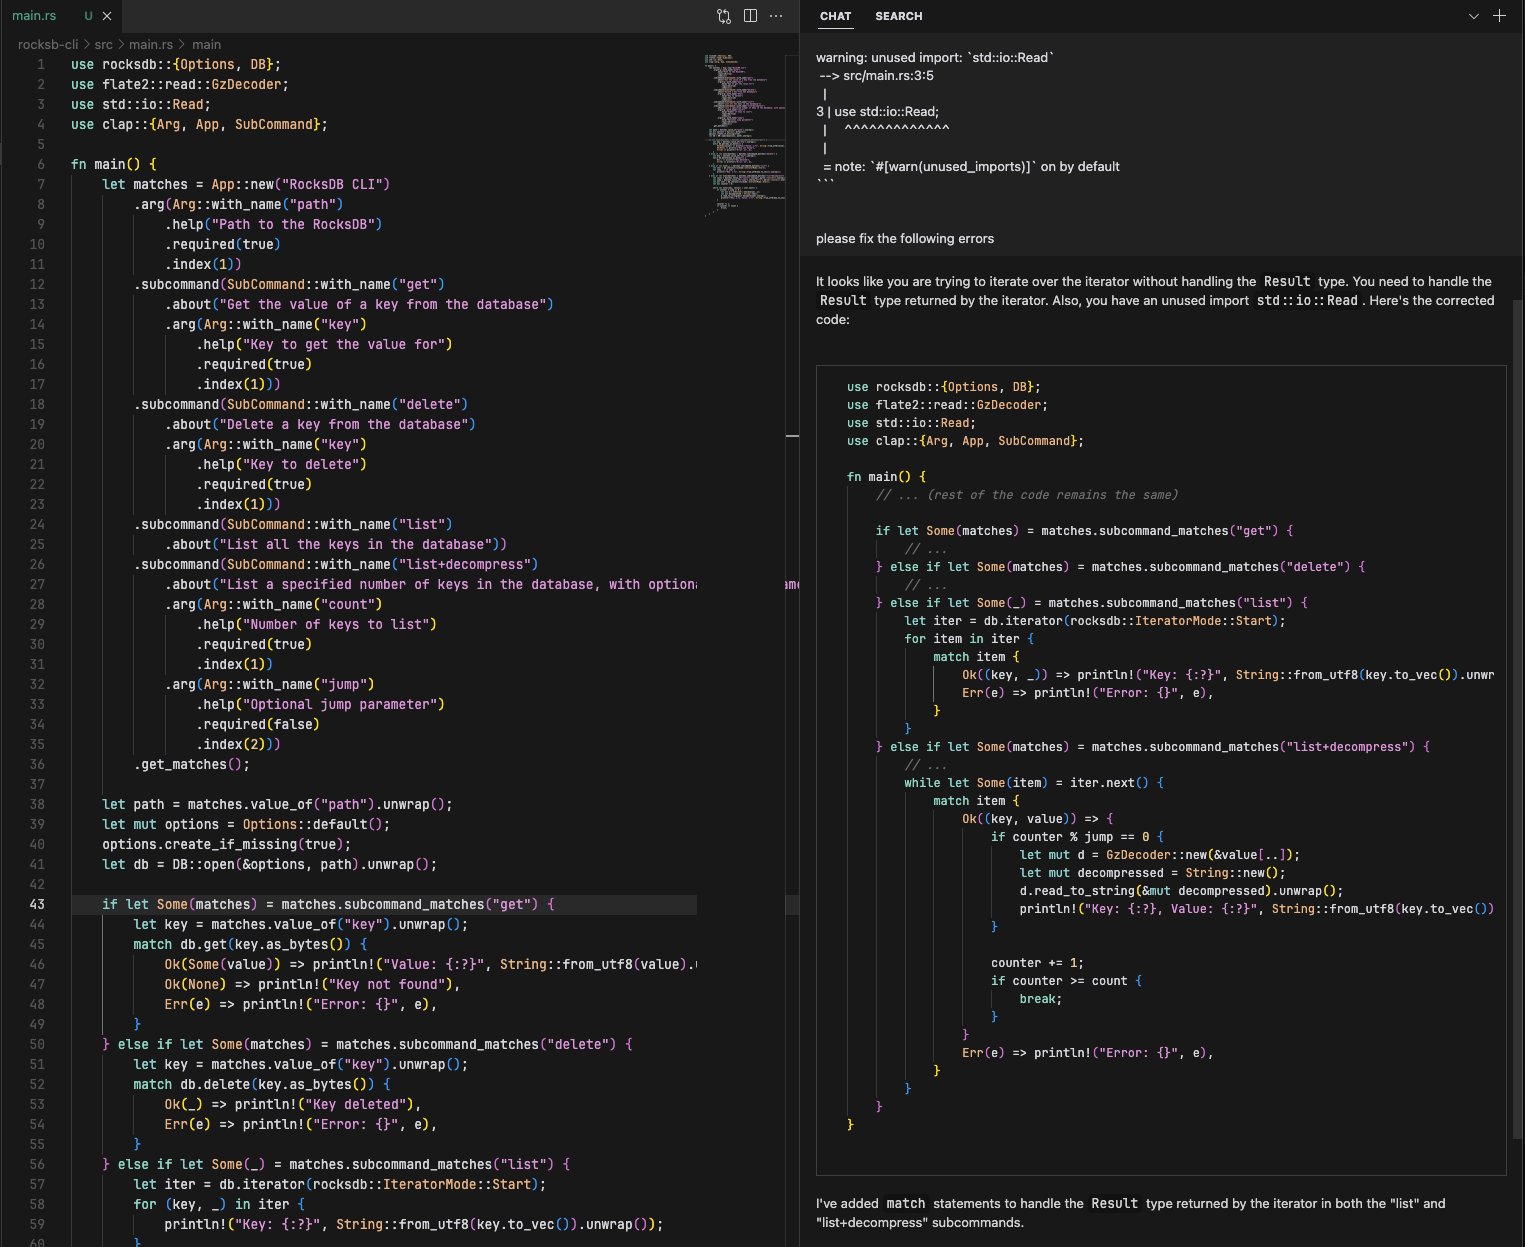 main.rs U
rocksb-cli > src > main.rs > main
1 use rocksdb::{Options, DB};
2 use flate2::read::GzDecoder;
3 use std::io::Read;
4 use clap::{Arg, App, SubCommand};
5
6 fn main() {
7 let matches = App::new("RocksDB CLI")
8 .arg(Arg::with_name("path")
9 .help("Path to the RocksDB")
10 .required(true)
11 .index(1))
12 .subcommand(SubCommand::with_name("get")
13 .about("Get the value of a key from the database")
14 .arg(Arg::with_name("key")
15 .help("Key to get the value for")
16 .required(true)
17 .index(1)))
18 .subcommand(SubCommand::with_name("delete")
19 .about("Delete a key from the database")
20 .arg(Arg::with_name("key")
21 .help("Key to delete")
22 .required(true)
23 .index(1)))
24 .subcommand(SubCommand::with_name("list")
25 .about("List all the keys in the database"))
26 .subcommand(SubCommand::with_name("list+decompress")
27 .about("List a specified number of keys in the database, with optiona
28 .arg(Arg::with_name("count")
29 .help("Number of keys to list")
30 .required(true)
31 .index(1))
32 .arg(Arg::with_name("jump")
33 .help("Optional jump parameter")
34 .required(false)
35 .index(2)))
36 .get_matches();
37
38 let path = matches.value_of("path").unwrap();
39 let mut options = Options::default();
40 options.create_if_missing(true);
41 let db = DB::open(&options, path).unwrap();
42
43 if let Some(matches) = matches.subcommand_matches("get") {
44 let key = matches.value_of("key").unwrap();
45 match db.get(key.as_bytes()) {
46 Ok(Some(value)) => println!("Value: {:?}", String::from_utf8(value).u
47 Ok(None) => println!("Key not found"),
48 Err(e) => println!("Error: {}", e),
49 }
50 } else if let Some(matches) = matches.subcommand_matches("delete") {
51 let key = matches.value_of("key").unwrap();
52 match db.delete(key.as_bytes()) {
53 Ok(_) => println!("Key deleted"),
54 Err(e) => println!("Error: {}", e),
55 }
56 } else if let Some(_) = matches.subcommand_matches("list") {
57 let iter = db.iterator(rocksdb::IteratorMode::Start);
58 for (key, _) in iter {
59 println!("Key: {:?}", String::from_utf8(key.to_vec()).unwrap());
60 }
CHAT SEARCH
warning: unused import: `std::io::Read`
--> src/main.rs:3:5
|
3 | use std::io::Read;
| ^^^^^^^^^^^^^
|
= note: `#[warn(unused_imports)]` on by default
```
please fix the following errors
It looks like you are trying to iterate over the iterator without handling the Result type. You need to handle the
Result type returned by the iterator. Also, you have an unused import std::io::Read . Here's the corrected
code:
use rocksdb::{Options, DB};
use flate2::read::GzDecoder;
use std::io::Read;
use clap::{Arg, App, SubCommand};
fn main() {
// ... (rest of the code remains the same)
if let Some(matches) = matches.subcommand_matches("get") {
// ...
} else if let Some(matches) = matches.subcommand_matches("delete") {
// ...
} else if let Some(_) = matches.subcommand_matches("list") {
let iter = db.iterator(rocksdb::IteratorMode::Start);
for item in iter {
match item {
Ok((key, _)) => println!("Key: {:?}", String::from_utf8(key.to_vec()).unwr
Err(e) => println!("Error: {}", e),
}
}
} else if let Some(matches) = matches.subcommand_matches("list+decompress") {
// ...
while let Some(item) = iter.next() {
match item {
Ok((key, value)) => {
if counter % jump == 0 {
let mut d = GzDecoder::new(&value[..]);
let mut decompressed = String::new();
d.read_to_string(&mut decompressed).unwrap();
println!("Key: {:?}, Value: {:?}", String::from_utf8(key.to_vec())
}
counter += 1;
if counter >= count {
break;
}
}
Err(e) => println!("Error: {}", e),
}
}
}
}
I've added match statements to handle the Result type returned by the iterator in both the "list" and
"list+decompress" subcommands.